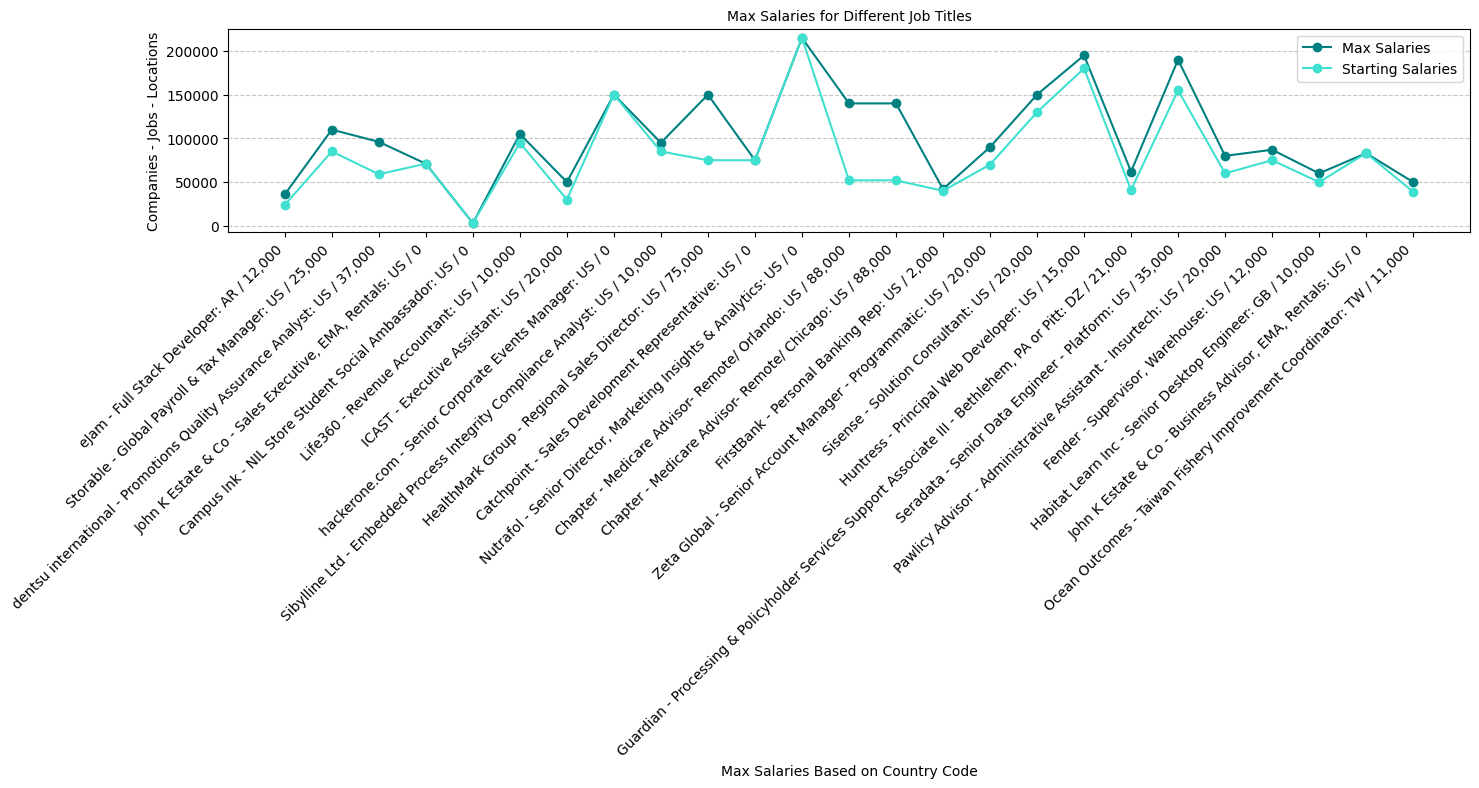 Max Salaries for Different Job Titles
Companies - Jobs - Locations
200000
150000
100000
50000
0
Max Salaries
Starting Salaries
eJam - Full Stack Developer: AR / 12,000
Storable - Global Payroll & Tax Manager: US / 25,000
dentsu international - Promotions Quality Assurance Analyst: US / 37,000
John K Estate & Co - Sales Executive, EMA, Rentals: US / 0
Campus Ink - NIL Store Student Social Ambassador: US / 0
Life360 - Revenue Accountant: US / 10,000
ICAST - Executive Assistant: US / 20,000
hackerone.com - Senior Corporate Events Manager: US / 0
Sibylline Ltd - Embedded Process Integrity Compliance Analyst: US / 10,000
HealthMark Group - Regional Sales Director: US / 75,000
Catchpoint - Sales Development Representative: US / 0
Nutrafol - Senior Director, Marketing Insights & Analytics: US / 0
Chapter - Medicare Advisor- Remote/ Orlando: US / 88,000
Chapter - Medicare Advisor- Remote/ Chicago: US / 88,000
FirstBank - Personal Banking Rep: US / 2,000
Zeta Global - Senior Account Manager - Programmatic: US / 20,000
Sisense - Solution Consultant: US / 20,000
Huntress - Principal Web Developer: US / 15,000
Guardian - Processing & Policyholder Services Support Associate III - Bethlehem, PA or Pitt: DZ / 21,000
Seradata - Senior Data Engineer - Platform: US / 35,000
Pawlicy Advisor - Administrative Assistant - Insurtech: US / 20,000
Fender - Supervisor, Warehouse: US / 12,000
Habitat Learn Inc - Senior Desktop Engineer: GB / 10,000
John K Estate & Co - Business Advisor, EMA, Rentals: US / 0
Ocean Outcomes - Taiwan Fishery Improvement Coordinator: TW / 11,000
Max Salaries Based on Country Code